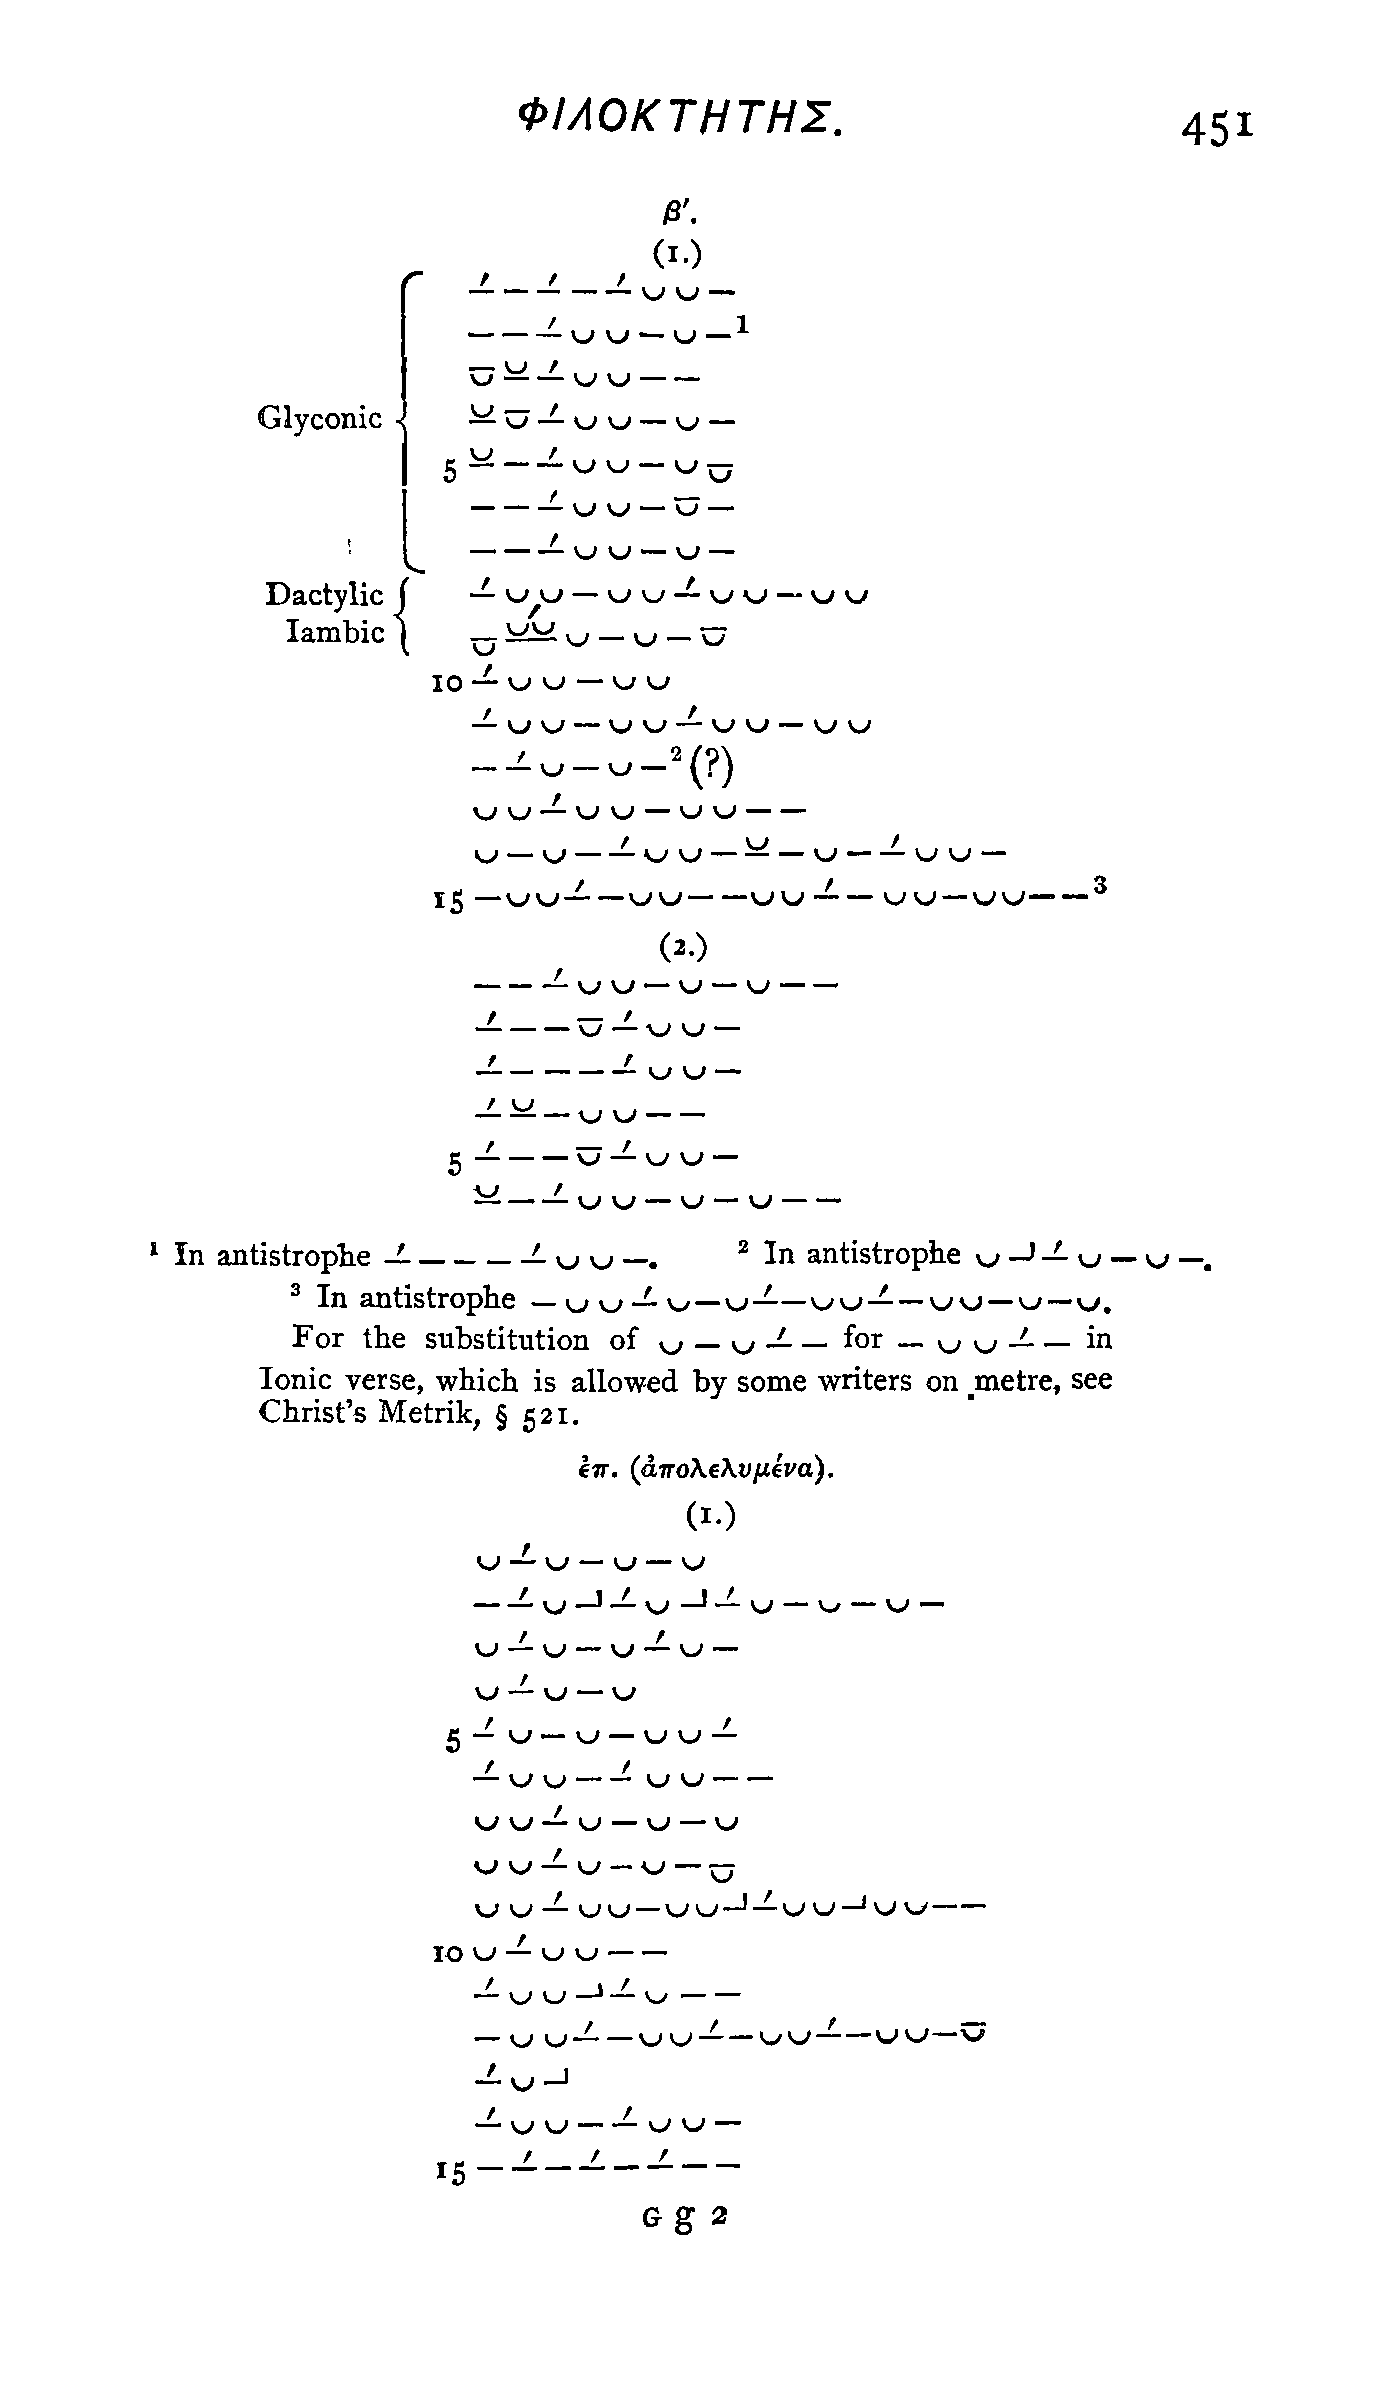 ΦΙΛΟΚΤΗΤΗΣ. 451
β′.
(1.)
–́ – –́ – –́ ⏑ ⏑ –
– – –́ ⏑ ⏑ – ⏑ – ¹
⏒ ⏓ –́ ⏑ ⏑ – –
Glyconic ⏓ ⏒ –́ ⏑ ⏑ – ⏑ –
5 ⏓ – –́ ⏑ ⏑ – ⏑ ⏒
– – –́ ⏑ ⏑ – ⏒ –
– – –́ ⏑ ⏑ – ⏑ –
Dactylic –́ ⏑ ⏑ – ⏑ ⏑ –́ ⏑ ⏑ – ⏑ ⏑
Iambic ⏒ ⏕́ ⏑ – ⏑ – ⏒
10 –́ ⏑ ⏑ – ⏑ ⏑
–́ ⏑ ⏑ – ⏑ ⏑ –́ ⏑ ⏑ – ⏑ ⏑
– –́ ⏑ – ⏑ – ² (?)
⏑ ⏑ –́ ⏑ ⏑ – ⏑ ⏑ – –
⏑ – ⏑ – –́ ⏑ ⏑ – ⏓ – ⏑ – –́ ⏑ ⏑ –
15 – ⏑ ⏑ –́ – ⏑ ⏑ – – ⏑ ⏑ –́ – ⏑ ⏑ – ⏑ ⏑ – – ³
(2.)
– – –́ ⏑ ⏑ – ⏑ – ⏑ – –
–́ – – ⏒ –́ ⏑ ⏑ –
–́ – – – –́ ⏑ ⏑ –
–́ ⏓ – ⏑ ⏑ – –
5 –́ – – ⏒ –́ ⏑ ⏑ –
⏓ – –́ ⏑ ⏑ – ⏑ – ⏑ – –
¹ In antistrophe –́ – – – –́ ⏑ ⏑ –. ² In antistrophe ⏑ ⏗ –́ ⏑ – ⏑ –.
³ In antistrophe – ⏑ ⏑ –́ ⏑ – ⏑ –́ – ⏑ ⏑ –́ – ⏑ ⏑ – ⏑ – ⏑.
For the substitution of ⏑ – ⏑ –́ – for – ⏑ ⏑ –́ – in
Ionic verse, which is allowed by some writers on metre, see
Christ's Metrik, § 521.
ἐπ. (ἀπολελυμένα).
(1.)
⏑ –́ ⏑ – ⏑ – ⏑
– –́ ⏑ ⏗ –́ ⏑ ⏗ –́ ⏑ – ⏑ – ⏑ –
⏑ –́ ⏑ – ⏑ –́ ⏑ –
⏑ –́ ⏑ – ⏑
5 –́ ⏑ – ⏑ – ⏑ ⏑ –́
–́ ⏑ ⏑ – –́ ⏑ ⏑ – –
⏑ ⏑ –́ ⏑ – ⏑ – ⏑
⏑ ⏑ –́ ⏑ – ⏑ – ⏒
⏑ ⏑ –́ ⏑ ⏑ – ⏑ ⏑ ⏗ –́ ⏑ ⏑ ⏗ ⏑ ⏑ – –
10 ⏑ –́ ⏑ ⏑ – –
–́ ⏑ ⏑ ⏗ –́ ⏑ – –
– ⏑ ⏑ –́ – ⏑ ⏑ –́ – ⏑ ⏑ –́ – ⏑ ⏑ – ⏒
–́ ⏑ ⏗
–́ ⏑ ⏑ – –́ ⏑ ⏑ –
15 – –́ – –́ – –́ – –
G g 2